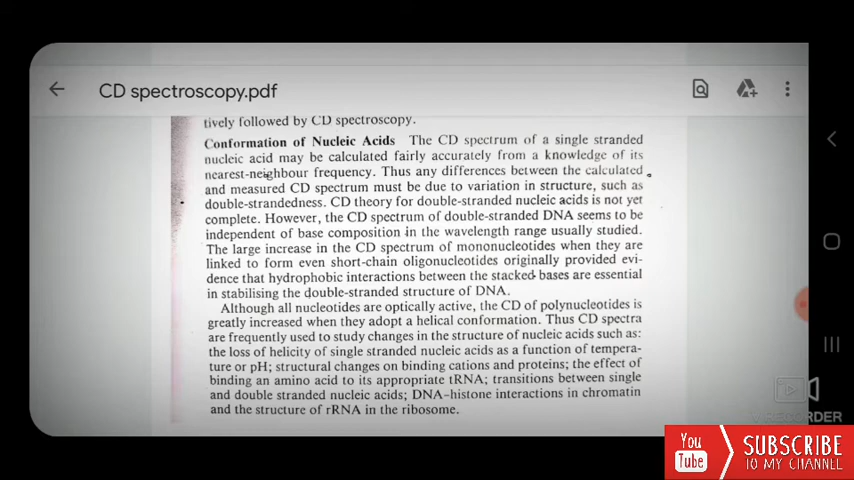 CD spectroscopy.pdf
tively followed by CD spectroscopy.
Conformation of Nucleic Acids The CD spectrum of a single stranded
nucleic acid may be calculated fairly accurately from a knowledge of its
nearest-neighbour frequency. Thus any differences between the calculated
and measured CD spectrum must be due to variation in structure, such as
double-strandedness. CD theory for double-stranded nucleic acids is not yet
complete. However, the CD spectrum of double-stranded DNA seems to be
independent of base composition in the wavelength range usually studied.
The large increase in the CD spectrum of mononucleotides when they are
linked to form even short-chain oligonucleotides originally provided evi-
dence that hydrophobic interactions between the stacked bases are essential
in stabilising the double-stranded structure of DNA.
Although all nucleotides are optically active, the CD of polynucleotides is
greatly increased when they adopt a helical conformation. Thus CD spectra
are frequently used to study changes in the structure of nucleic acids such as:
the loss of helicity of single stranded nucleic acids as a function of tempera-
ture or pH; structural changes on binding cations and proteins; the effect of
binding an amino acid to its appropriate tRNA; transitions between single
and double stranded nucleic acids; DNA-histone interactions in chromatin
and the structure of rRNA in the ribosome.
VIRECORDER
You
Tube
SUBSCRIBE
TO MY CHANNEL